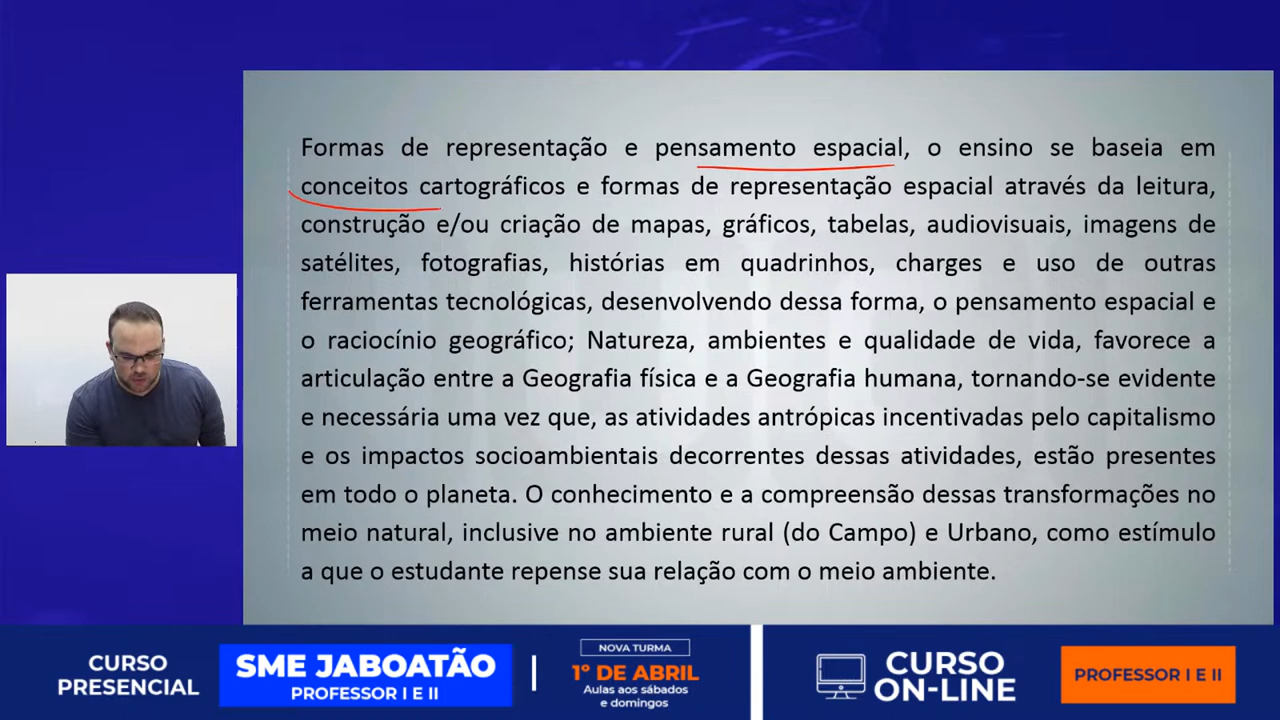 Formas de representação e pensamento espacial, o ensino se baseia em
conceitos cartográficos e formas de representação espacial através da leitura,
construção e/ou criação de mapas, gráficos, tabelas, audiovisuais, imagens de
satélites, fotografias, histórias em quadrinhos, charges e uso de outras
ferramentas tecnológicas, desenvolvendo dessa forma, o pensamento espacial e
o raciocínio geográfico; Natureza, ambientes e qualidade de vida, favorece a
articulação entre a Geografia física e a Geografia humana, tornando-se evidente
e necessária uma vez que, as atividades antrópicas incentivadas pelo capitalismo
e os impactos socioambientais decorrentes dessas atividades, estão presentes
em todo o planeta. O conhecimento e a compreensão dessas transformações no
meio natural, inclusive no ambiente rural (do Campo) e Urbano, como estímulo
a que o estudante repense sua relação com o meio ambiente.
CURSO
PRESENCIAL
SME JABOATÃO
PROFESSOR I E II
NOVA TURMA
1º DE ABRIL
Aulas aos sábados
e domingos
CURSO
ON-LINE
PROFESSOR I E II